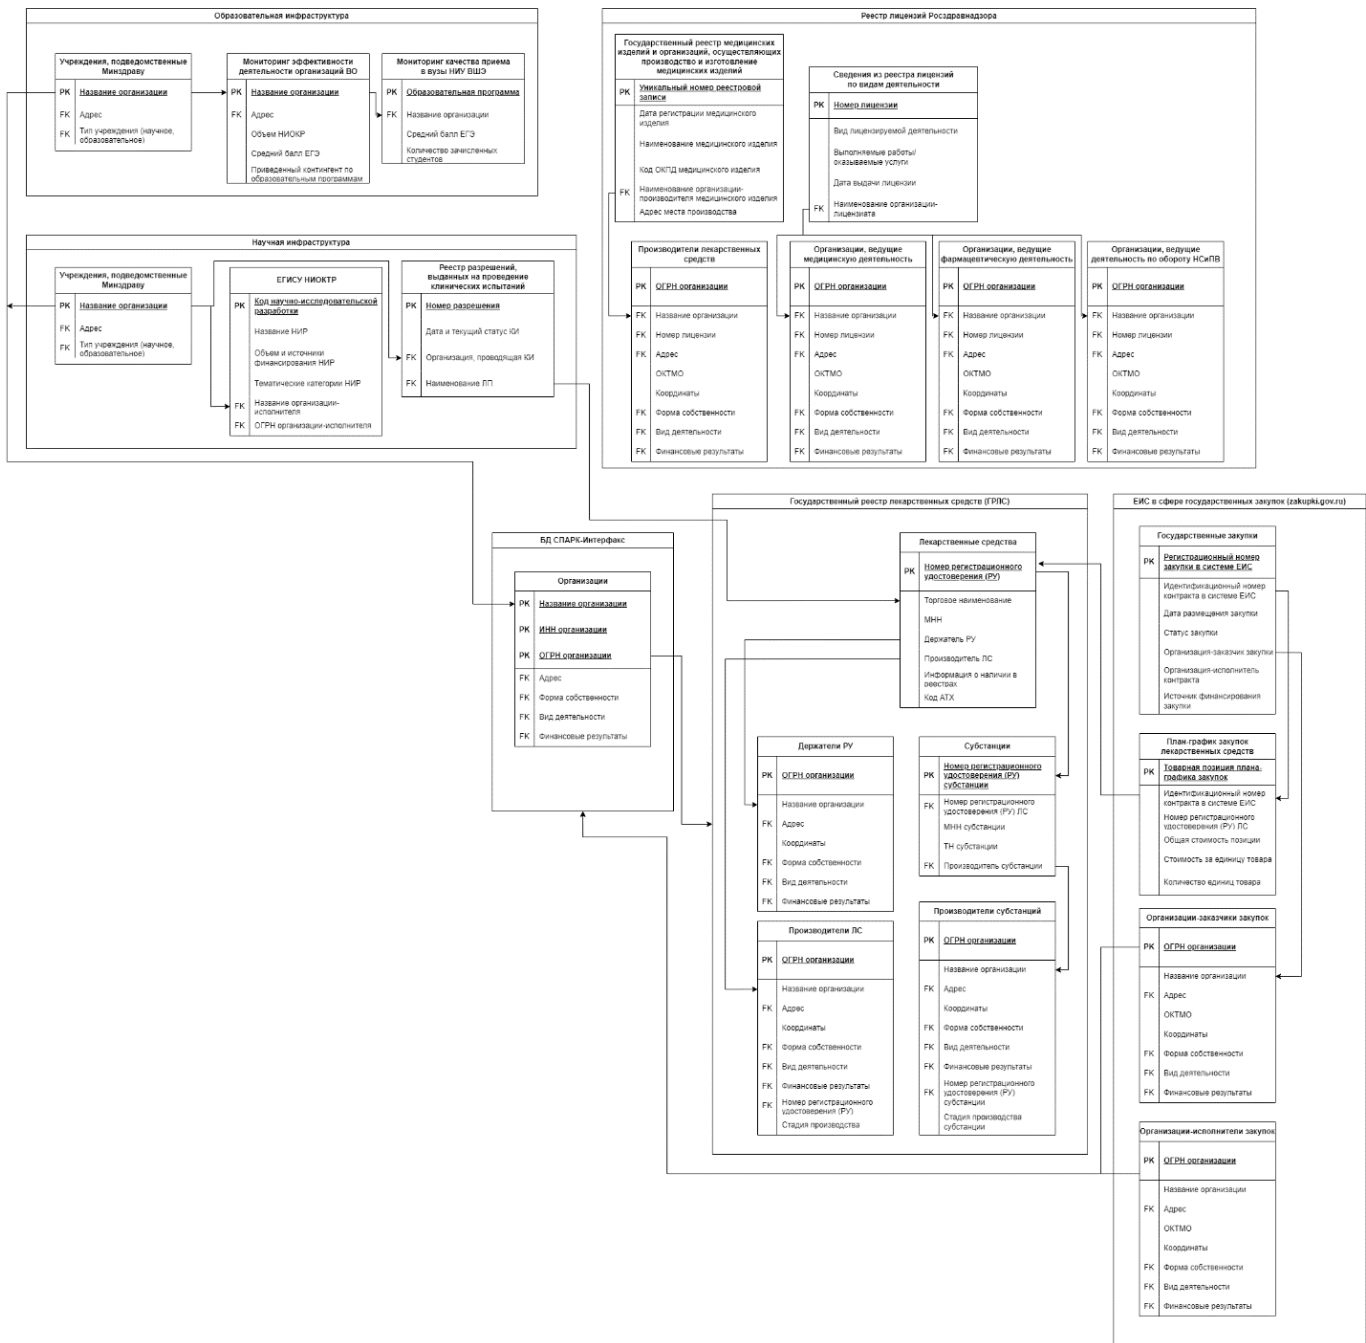 Образовательная инфраструктура
Учреждения, подведомственные
Минздраву
PK Название организации
FK Адрес
FK Тип учреждения (научное,
образовательное)
Мониторинг эффективности
деятельности организаций ВО
PK Название организации
FK Адрес
Объем НИОКР
Средний балл ЕГЭ
Приведенный контингент по
образовательным программам
Мониторинг качества приема
в вузы НИУ ВШЭ
PK Образовательная программа
FK Название организации
Средний балл ЕГЭ
Количество зачисленных
студентов
Реестр лицензий Росздравнадзора
Государственный реестр медицинских
изделий и организаций, осуществляющих
производство и изготовление
медицинских изделий
PK Уникальный номер реестровой
записи
Дата регистрации медицинского
изделия
Наименование медицинского изделия
Код ОКПД медицинского изделия
FK Наименование организации-
производителя медицинского изделия
Адрес места производства
Сведения из реестра лицензий
по видам деятельности
PK Номер лицензии
Вид лицензируемой деятельности
Выполняемые работы/
оказываемые услуги
Дата выдачи лицензии
FK Наименование организации-
лицензиата
Производители лекарственных
средств
PK ОГРН организации
FK Название организации
FK Номер лицензии
FK Адрес
ОКТМО
Координаты
FK Форма собственности
FK Вид деятельности
FK Финансовые результаты
Организации, ведущие
медицинскую деятельность
PK ОГРН организации
FK Название организации
FK Номер лицензии
FK Адрес
ОКТМО
Координаты
FK Форма собственности
FK Вид деятельности
FK Финансовые результаты
Организации, ведущие
фармацевтическую деятельность
PK ОГРН организации
FK Название организации
FK Номер лицензии
FK Адрес
ОКТМО
Координаты
FK Форма собственности
FK Вид деятельности
FK Финансовые результаты
Организации, ведущие
деятельность по обороту НСиПВ
PK ОГРН организации
FK Название организации
FK Номер лицензии
FK Адрес
ОКТМО
Координаты
FK Форма собственности
FK Вид деятельности
FK Финансовые результаты
Научная инфраструктура
Учреждения, подведомственные
Минздраву
PK Название организации
FK Адрес
FK Тип учреждения (научное,
образовательное)
ЕГИСУ НИОКТР
PK Код научно-исследовательской
разработки
Название НИР
Объем и источники
финансирования НИР
Тематические категории НИР
FK Название организации-
исполнителя
FK ОГРН организации-исполнителя
Реестр разрешений,
выданных на проведение
клинических испытаний
PK Номер разрешения
Дата и текущий статус КИ
FK Организация, проводящая КИ
FK Наименование ЛП
БД СПАРК-Интерфакс
Организации
PK Название организации
PK ИНН организации
PK ОГРН организации
FK Адрес
FK Форма собственности
FK Вид деятельности
FK Финансовые результаты
Государственный реестр лекарственных средств (ГРЛС)
Лекарственные средства
PK Номер регистрационного
удостоверения (РУ)
Торговое наименование
МНН
Держатель РУ
Производитель ЛС
Информация о наличии в
реестрах
Код АТХ
Держатели РУ
PK ОГРН организации
Название организации
FK Адрес
Координаты
FK Форма собственности
FK Вид деятельности
FK Финансовые результаты
Субстанции
PK Номер регистрационного
удостоверения (РУ)
субстанции
FK Номер регистрационного
удостоверения (РУ) ЛС
МНН субстанции
ТН субстанции
FK Производитель субстанции
Производители ЛС
PK ОГРН организации
Название организации
FK Адрес
Координаты
FK Форма собственности
FK Вид деятельности
FK Финансовые результаты
FK Номер регистрационного
удостоверения (РУ)
Стадия производства
Производители субстанций
PK ОГРН организации
Название организации
FK Адрес
Координаты
FK Форма собственности
FK Вид деятельности
FK Финансовые результаты
FK Номер регистрационного
удостоверения (РУ)
субстанции
Стадия производства
субстанции
ЕИС в сфере государственных закупок (zakupki.gov.ru)
Государственные закупки
PK Регистрационный номер
закупки в системе ЕИС
Идентификационный номер
контракта в системе ЕИС
Дата размещения закупки
Статус закупки
Организация-заказчик закупки
Организация-исполнитель
контракта
Источник финансирования
закупки
План-график закупок
лекарственных средств
PK Товарная позиция плана-
графика закупок
Идентификационный номер
контракта в системе ЕИС
Номер регистрационного
удостоверения (РУ) ЛС
Общая стоимость позиции
Стоимость за единицу товара
Количество единиц товара
Организации-заказчики закупок
PK ОГРН организации
Название организации
FK Адрес
ОКТМО
Координаты
FK Форма собственности
FK Вид деятельности
FK Финансовые результаты
Организации-исполнители закупок
PK ОГРН организации
Название организации
FK Адрес
ОКТМО
Координаты
FK Форма собственности
FK Вид деятельности
FK Финансовые результаты